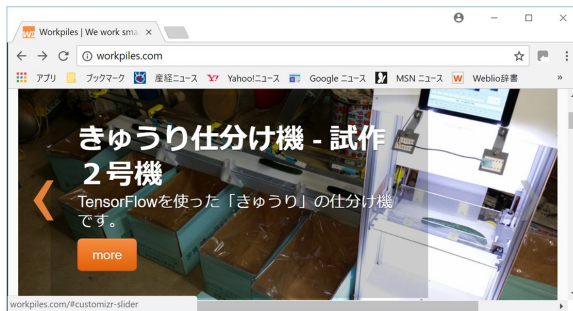 Workpiles | We work sma
workpiles.com
アプリ
ブックマーク
産経ニュース
Yahoo!ニュース
Google ニュース
MSN ニュース
Weblio辞書
»
きゅうり仕分け機 - 試作
２号機
TensorFlowを使った「きゅうり」の仕分け機
です。
more
workpiles.com/#customizr-slider